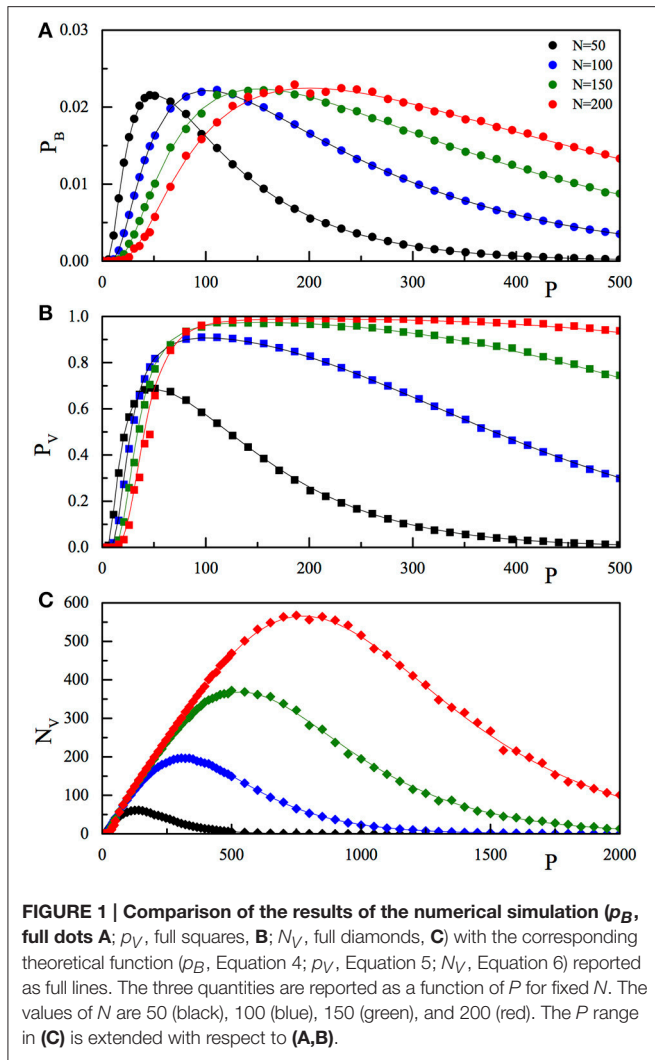 A
0.03
0.02
0.01
0.00
P_B
N=50
N=100
N=150
N=200
0 100 200 300 400 500
P
B
1.0
0.8
0.6
0.4
0.2
0.0
P_V
0 100 200 300 400 500
P
C
600
500
400
300
200
100
0
N_V
0 500 1000 1500 2000
P
FIGURE 1 | Comparison of the results of the numerical simulation (p_B,
full dots A; p_V, full squares, B; N_V, full diamonds, C) with the corresponding
theoretical function (p_B, Equation 4; p_V, Equation 5; N_V, Equation 6) reported
as full lines. The three quantities are reported as a function of P for fixed N. The
values of N are 50 (black), 100 (blue), 150 (green), and 200 (red). The P range
in (C) is extended with respect to (A,B).